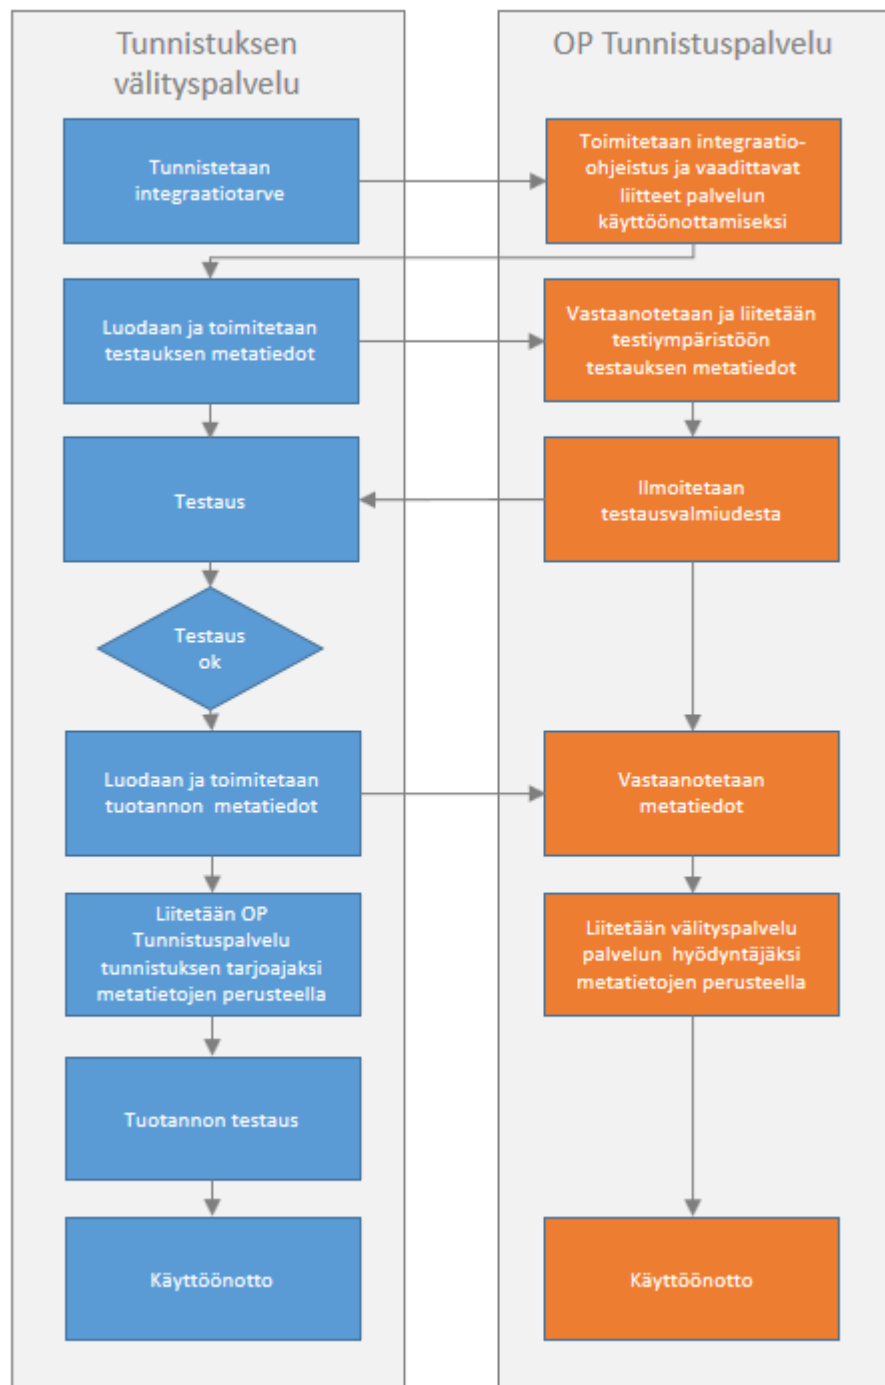 Tunnistuksen
välityspalvelu
OP Tunnistuspalvelu
Tunnistetaan
integraatiotarve
Toimitetaan integraatio-
ohjeistus ja vaadittavat
liitteet palvelun
käyttöönottamiseksi
Luodaan ja toimitetaan
testauksen metatiedot
Vastaanotetaan ja liitetään
testiympäristöön
testauksen metatiedot
Testaus
Ilmoitetaan
testausvalmiudesta
Testaus
ok
Luodaan ja toimitetaan
tuotannon metatiedot
Vastaanotetaan
metatiedot
Liitetään OP
Tunnistuspalvelu
tunnistuksen tarjoajaksi
metatietojen perusteella
Liitetään välityspalvelu
palvelun hyödyntäjäksi
metatietojen perusteella
Tuotannon testaus
Käyttöönotto
Käyttöönotto